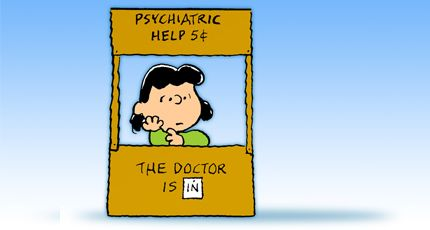 PSYCHIATRIC
HELP 5¢
THE DOCTOR
IS IN